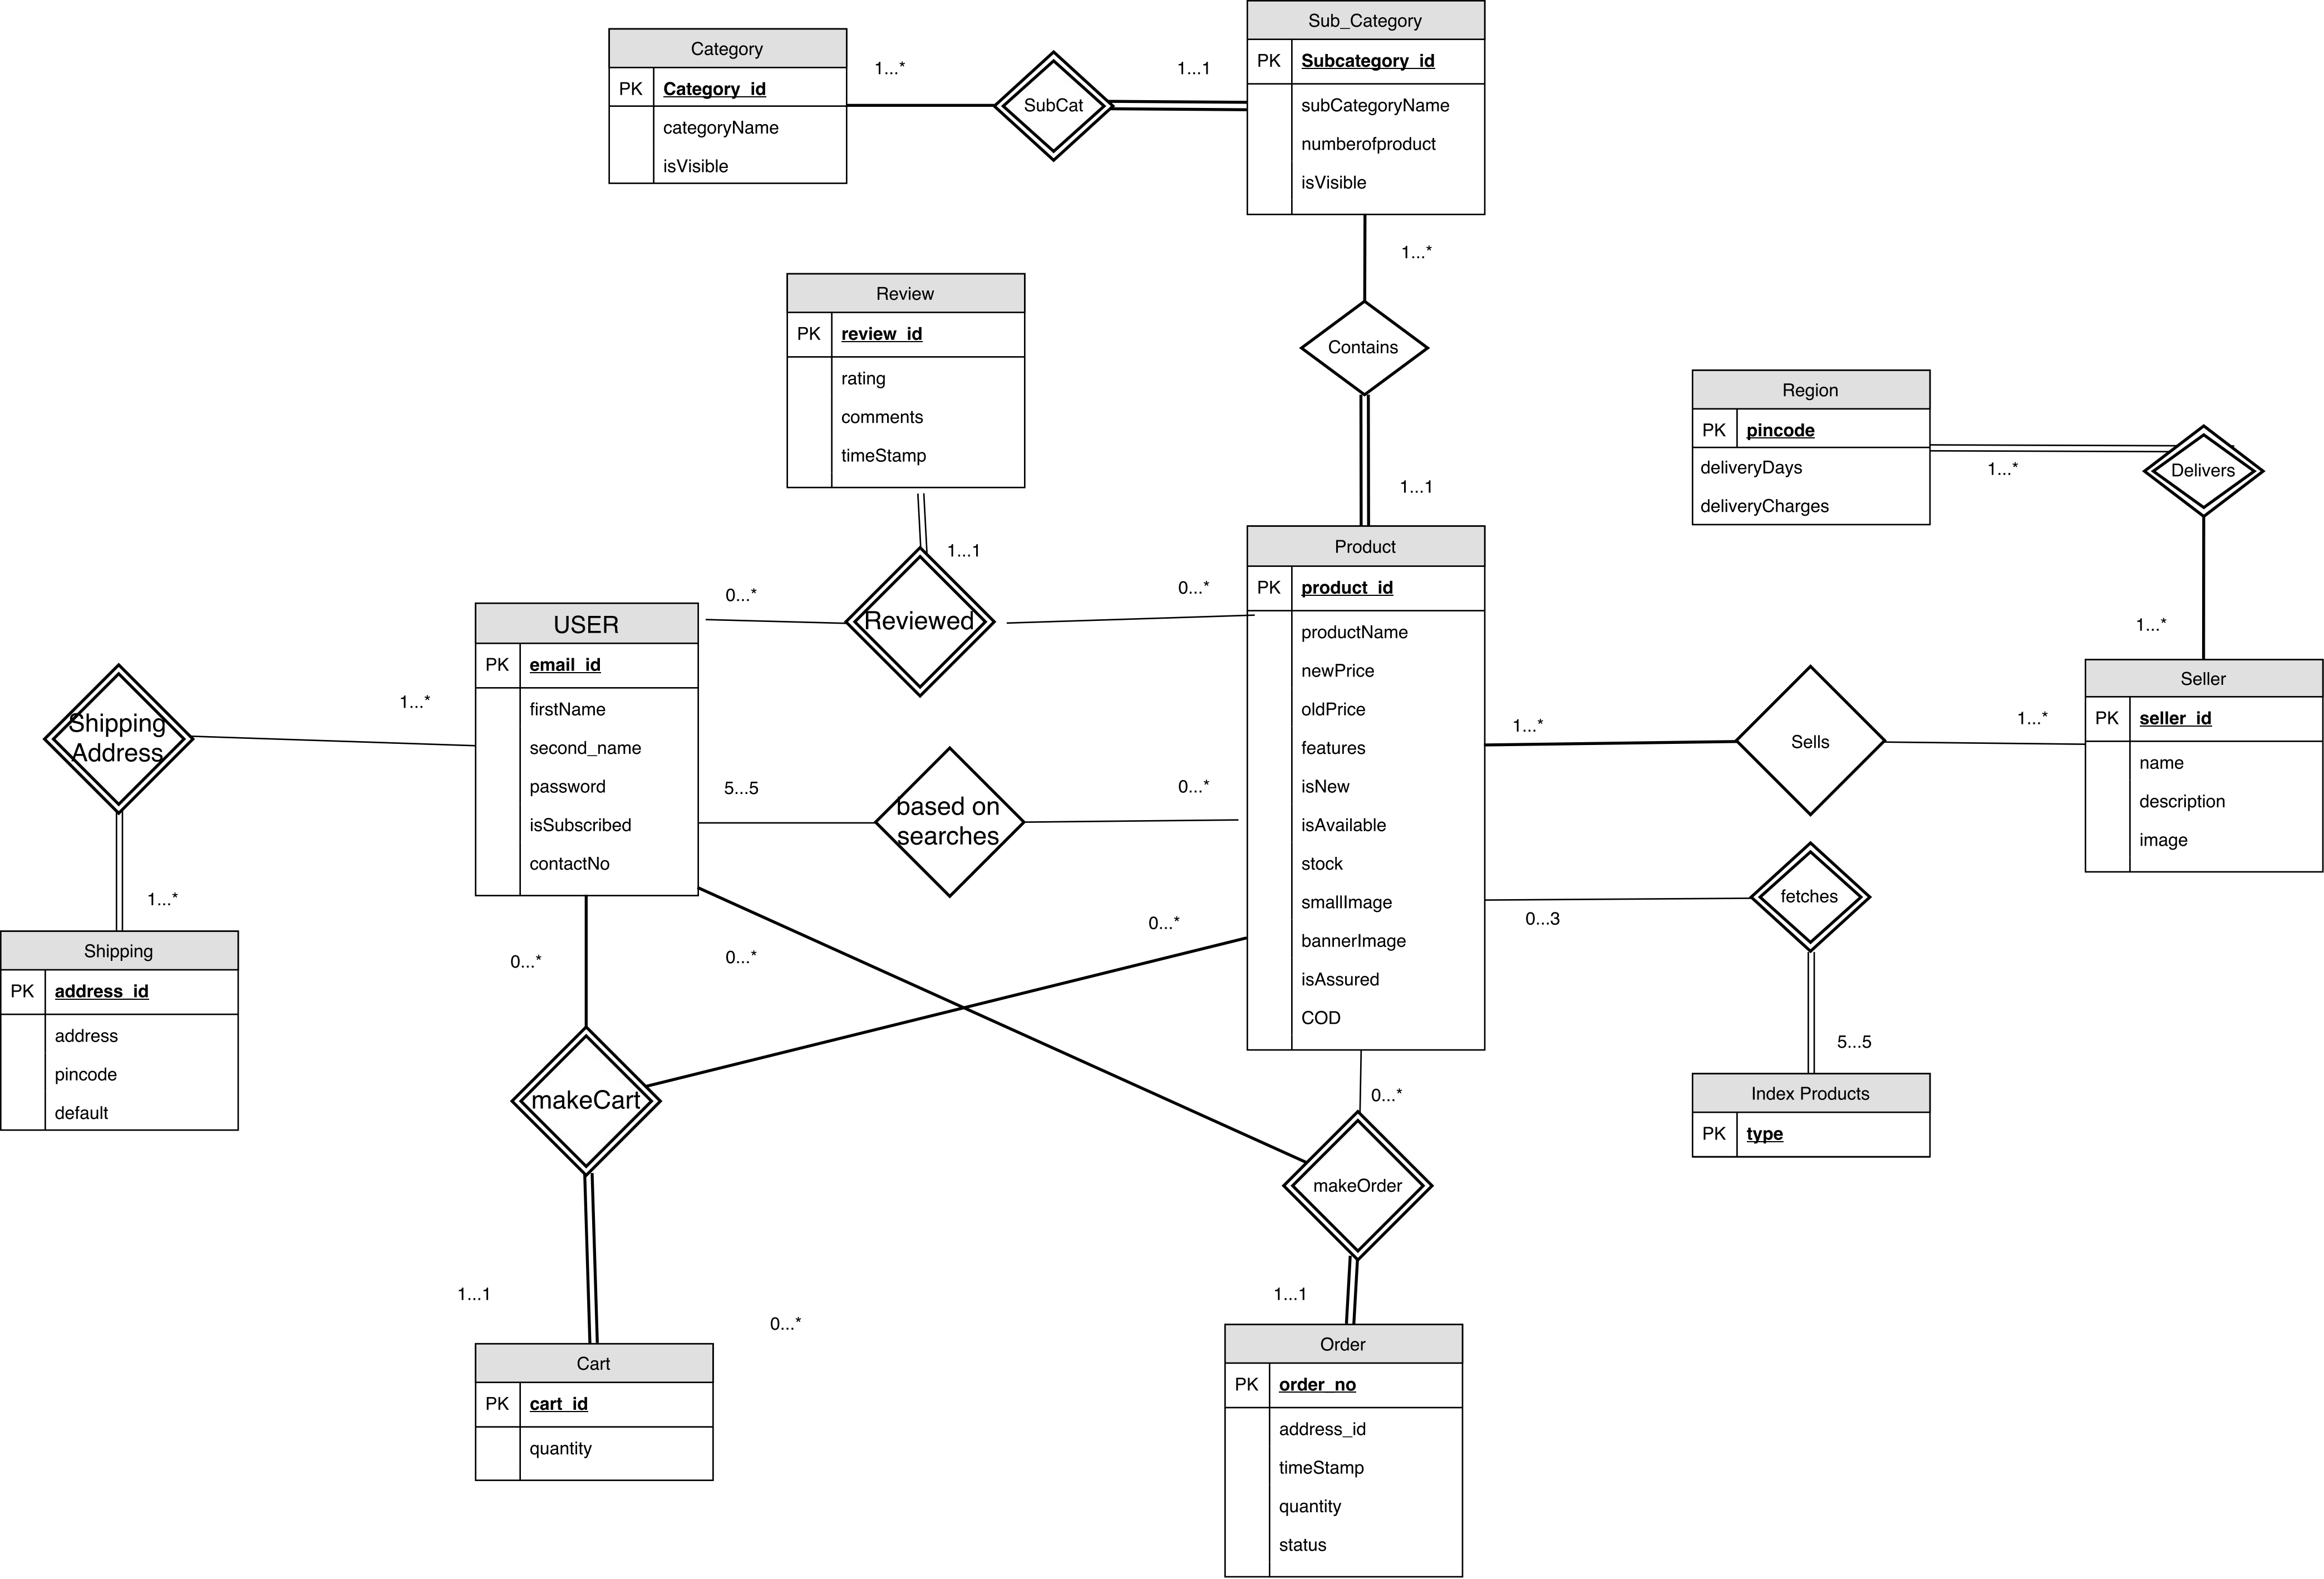 Sub_Category
PK Subcategory_id
subCategoryName
numberofproduct
isVisible
Category
PK Category_id
categoryName
isVisible
1...*
SubCat
1...1
1...*
Contains
1...1
Review
PK review_id
rating
comments
timeStamp
1...1
Region
PK pincode
deliveryDays
deliveryCharges
1...*
Delivers
1...*
0...*
Reviewed
0...*
USER
PK email_id
firstName
second_name
password
isSubscribed
contactNo
Product
PK product_id
productName
newPrice
oldPrice
features
isNew
isAvailable
stock
smallImage
bannerImage
isAssured
COD
Seller
PK seller_id
name
description
image
1...*
Sells
1...*
Shipping
Address
1...*
1...*
5...5
based on
searches
0...*
0...3
fetches
5...5
Index Products
PK type
Shipping
PK address_id
address
pincode
default
0...*
0...*
0...*
makeCart
1...1
0...*
0...*
makeOrder
1...1
Cart
PK cart_id
quantity
Order
PK order_no
address_id
timeStamp
quantity
status